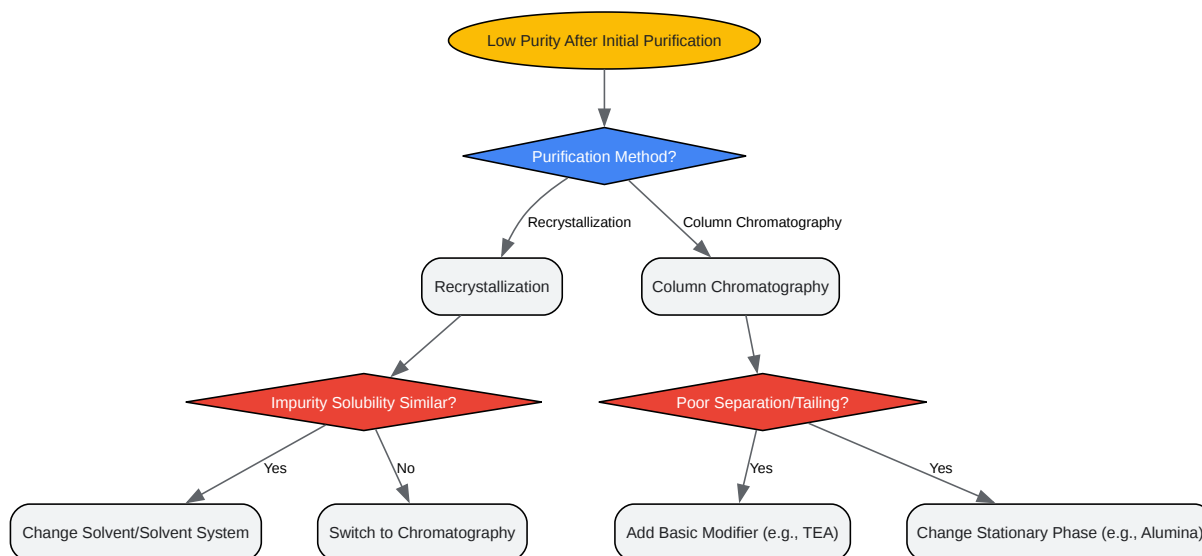 Low Purity After Initial Purification
Purification Method?
Recrystallization
Column Chromatography
Recrystallization
Column Chromatography
Impurity Solubility Similar?
Poor Separation/Tailing?
Yes
No
Yes
Yes
Change Solvent/Solvent System
Switch to Chromatography
Add Basic Modifier (e.g., TEA)
Change Stationary Phase (e.g., Alumina)